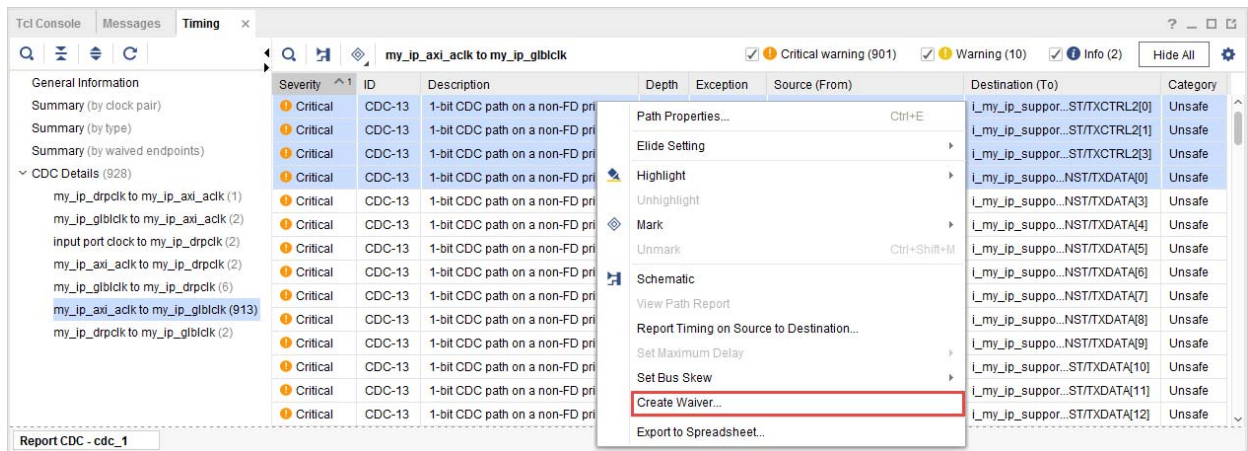 Tcl Console Messages Timing ×
? _
my_ip_axi_aclk to my_ip_glblclk Critical warning (901) Warning (10) Info (2) Hide All
General Information
Summary (by clock pair)
Summary (by type)
Summary (by waived endpoints)
CDC Details (928)
my_ip_drpclk to my_ip_axi_aclk (1)
my_ip_glblclk to my_ip_axi_aclk (2)
input port clock to my_ip_drpclk (2)
my_ip_axi_aclk to my_ip_drpclk (2)
my_ip_glblclk to my_ip_drpclk (6)
my_ip_axi_aclk to my_ip_glblclk (913)
my_ip_drpclk to my_ip_glblclk (2)
Severity 1 ID Description Depth Exception Source (From) Destination (To) Category
Critical CDC-13 1-bit CDC path on a non-FD pri i_my_ip_suppor...ST/TXCTRL2[0] Unsafe
Critical CDC-13 1-bit CDC path on a non-FD pri i_my_ip_suppor...ST/TXCTRL2[1] Unsafe
Critical CDC-13 1-bit CDC path on a non-FD pri i_my_ip_suppor...ST/TXCTRL2[3] Unsafe
Critical CDC-13 1-bit CDC path on a non-FD pri i_my_ip_suppo...NST/TXDATA[0] Unsafe
Critical CDC-13 1-bit CDC path on a non-FD pri i_my_ip_suppo...NST/TXDATA[3] Unsafe
Critical CDC-13 1-bit CDC path on a non-FD pri i_my_ip_suppo...NST/TXDATA[4] Unsafe
Critical CDC-13 1-bit CDC path on a non-FD pri i_my_ip_suppo...NST/TXDATA[5] Unsafe
Critical CDC-13 1-bit CDC path on a non-FD pri i_my_ip_suppo...NST/TXDATA[6] Unsafe
Critical CDC-13 1-bit CDC path on a non-FD pri i_my_ip_suppo...NST/TXDATA[7] Unsafe
Critical CDC-13 1-bit CDC path on a non-FD pri i_my_ip_suppo...NST/TXDATA[8] Unsafe
Critical CDC-13 1-bit CDC path on a non-FD pri i_my_ip_suppo...NST/TXDATA[9] Unsafe
Critical CDC-13 1-bit CDC path on a non-FD pri i_my_ip_suppor...ST/TXDATA[10] Unsafe
Critical CDC-13 1-bit CDC path on a non-FD pri i_my_ip_suppor...ST/TXDATA[11] Unsafe
Critical CDC-13 1-bit CDC path on a non-FD pri i_my_ip_suppor...ST/TXDATA[12] Unsafe
Path Properties... Ctrl+E
Elide Setting
Highlight
Unhighlight
Mark
Unmark Ctrl+Shift+M
Schematic
View Path Report
Report Timing on Source to Destination...
Set Maximum Delay
Set Bus Skew
Create Waiver...
Export to Spreadsheet...
Report CDC - cdc_1